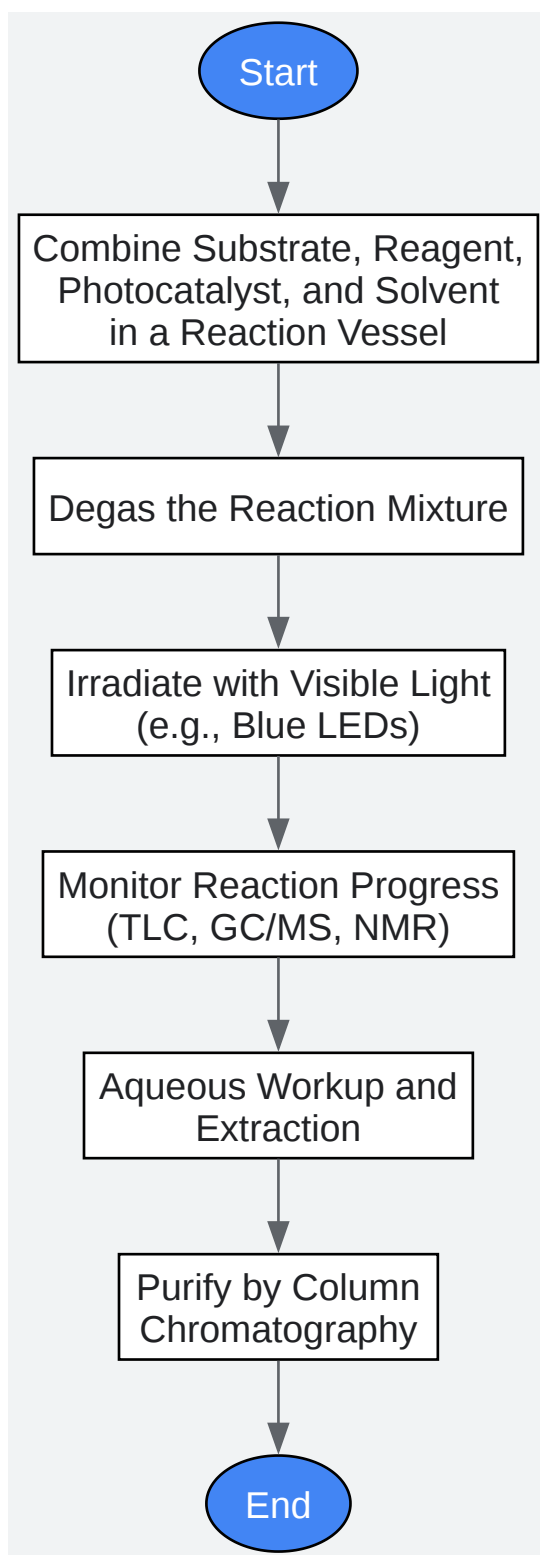 Start
Combine Substrate, Reagent,
Photocatalyst, and Solvent
in a Reaction Vessel
Degas the Reaction Mixture
Irradiate with Visible Light
(e.g., Blue LEDs)
Monitor Reaction Progress
(TLC, GC/MS, NMR)
Aqueous Workup and
Extraction
Purify by Column
Chromatography
End